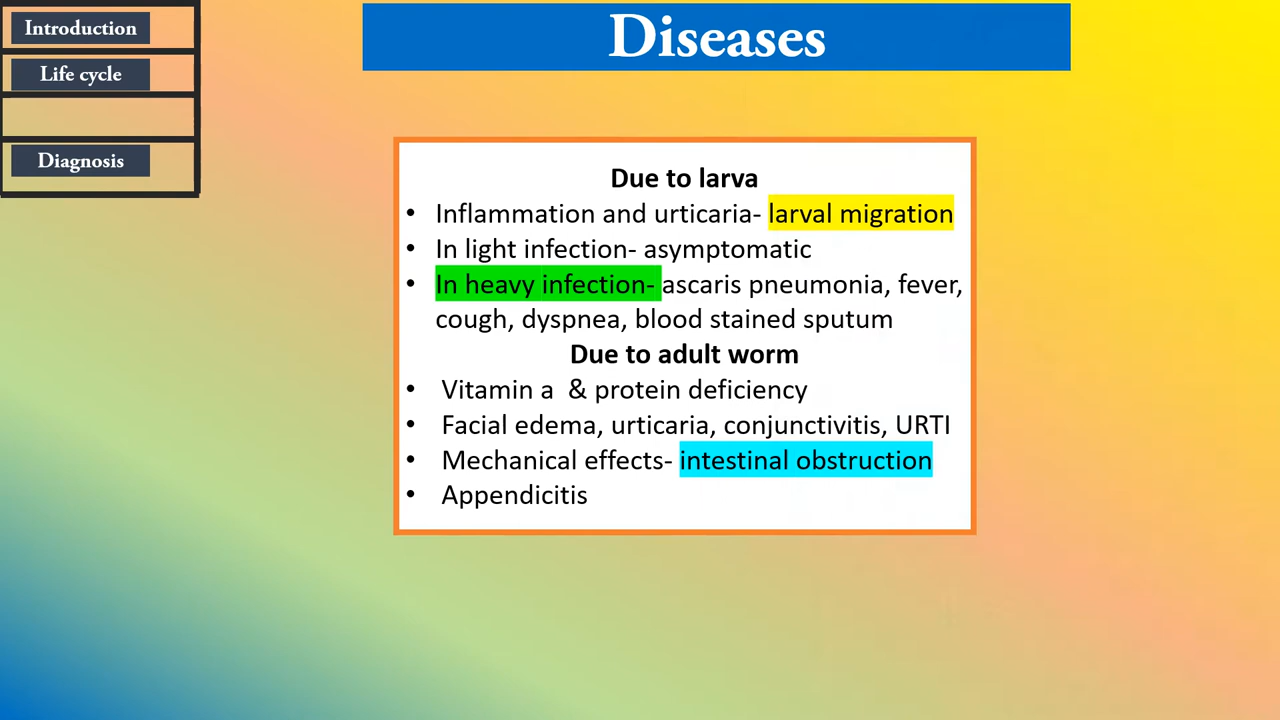 Introduction
Life cycle
Diagnosis
Diseases
Due to larva
• Inflammation and urticaria- larval migration
• In light infection- asymptomatic
• In heavy infection- ascaris pneumonia, fever,
cough, dyspnea, blood stained sputum
Due to adult worm
• Vitamin a & protein deficiency
• Facial edema, urticaria, conjunctivitis, URTI
• Mechanical effects- intestinal obstruction
• Appendicitis